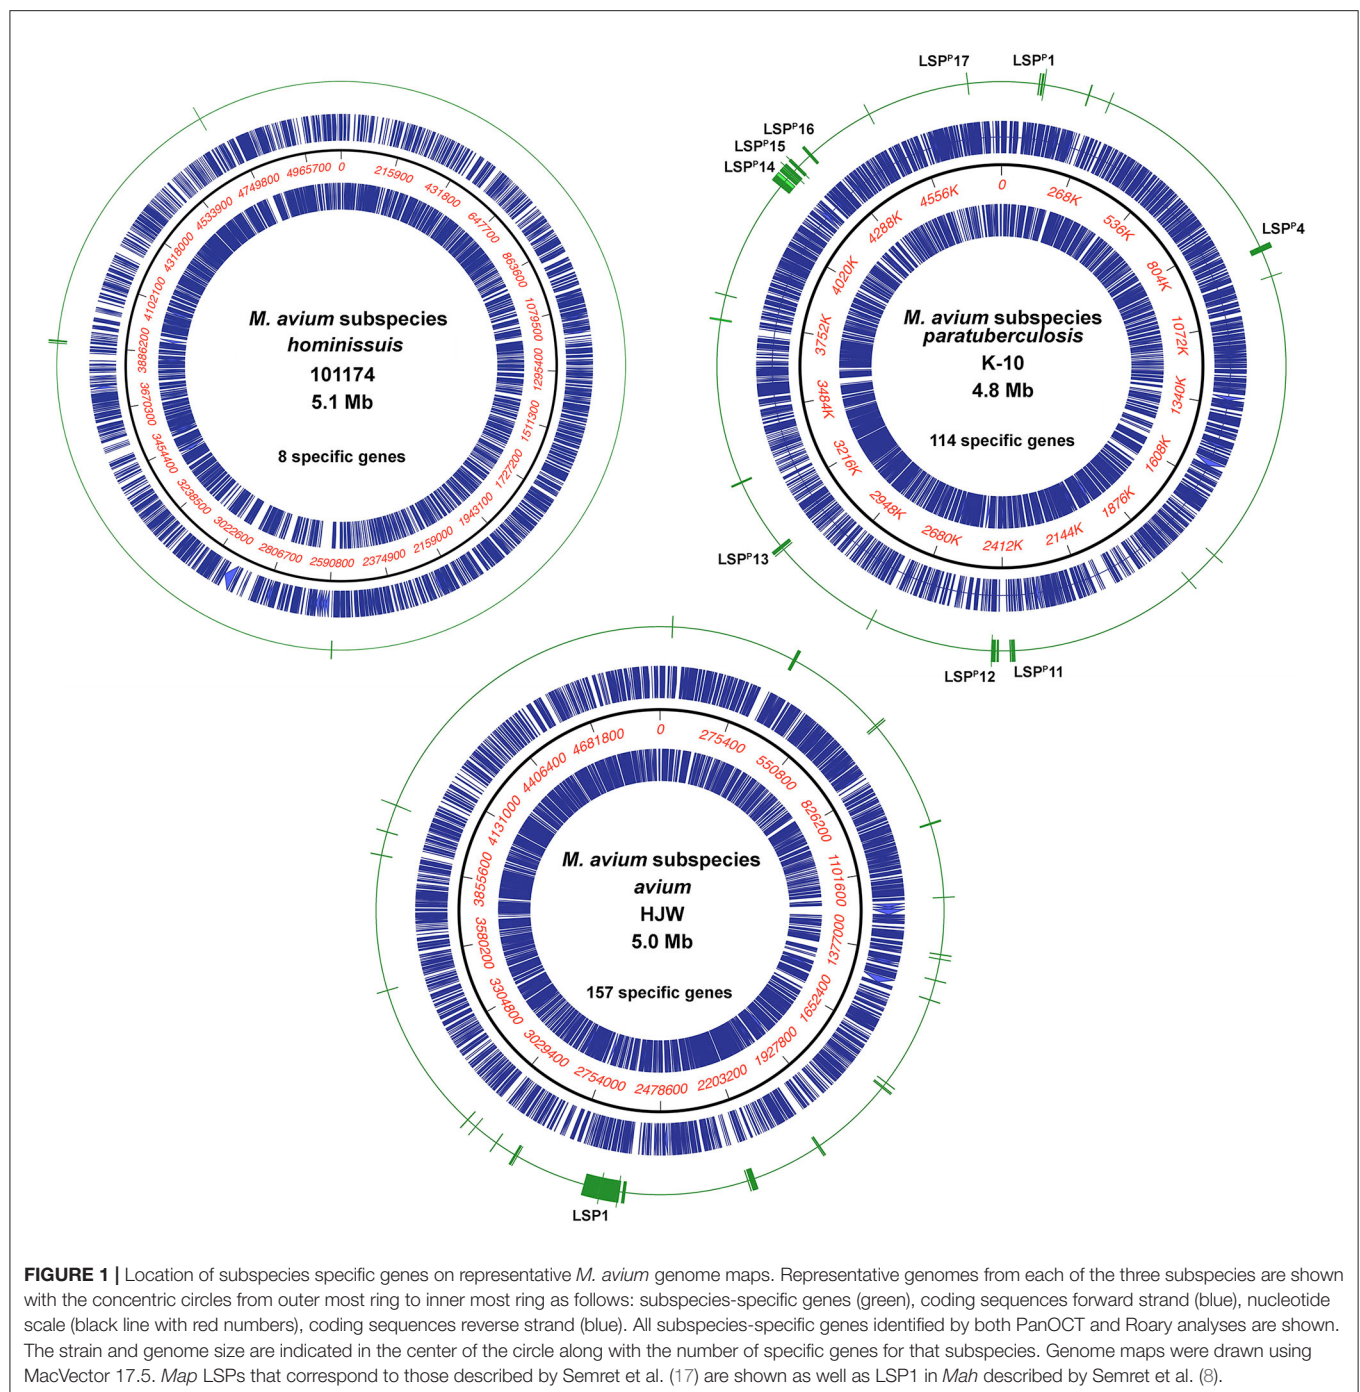 0
215900
431800
647700
863600
1079500
1295400
1511300
1727200
1943100
2159000
2374900
2590800
2806700
3022600
3238500
3454400
3670300
3886200
4102100
4318000
4533900
4749800
4965700
M. avium subspecies
hominissuis
101174
5.1 Mb
8 specific genes
LSPᴾ17
LSPᴾ1
LSPᴾ16
LSPᴾ15
LSPᴾ14
LSPᴾ4
LSPᴾ13
LSPᴾ12
LSPᴾ11
0
268K
536K
804K
1072K
1340K
1608K
1876K
2144K
2412K
2680K
2948K
3216K
3484K
3752K
4020K
4288K
4556K
M. avium subspecies
paratuberculosis
K-10
4.8 Mb
114 specific genes
0
275400
550800
826200
1101600
1377000
1652400
1927800
2203200
2478600
2754000
3029400
3304800
3580200
3855600
4131000
4406400
4681800
M. avium subspecies
avium
HJW
5.0 Mb
157 specific genes
LSP1
FIGURE 1 | Location of subspecies specific genes on representative M. avium genome maps. Representative genomes from each of the three subspecies are shown
with the concentric circles from outer most ring to inner most ring as follows: subspecies-specific genes (green), coding sequences forward strand (blue), nucleotide
scale (black line with red numbers), coding sequences reverse strand (blue). All subspecies-specific genes identified by both PanOCT and Roary analyses are shown.
The strain and genome size are indicated in the center of the circle along with the number of specific genes for that subspecies. Genome maps were drawn using
MacVector 17.5. Map LSPs that correspond to those described by Semret et al. (17) are shown as well as LSP1 in Mah described by Semret et al. (8).